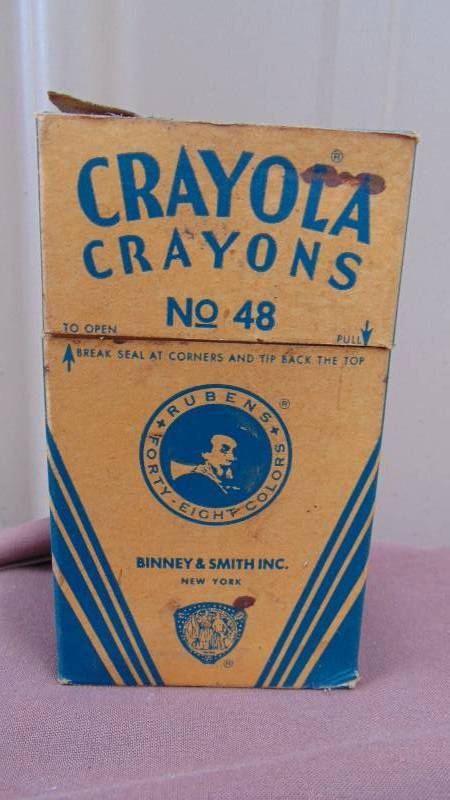 CRAYOLA®
CRAYONS
No 48
TO OPEN
PULL
BREAK SEAL AT CORNERS AND TIP BACK THE TOP
RUBENS ®
FORTY-EIGHT COLORS
BINNEY & SMITH INC.
NEW YORK
®